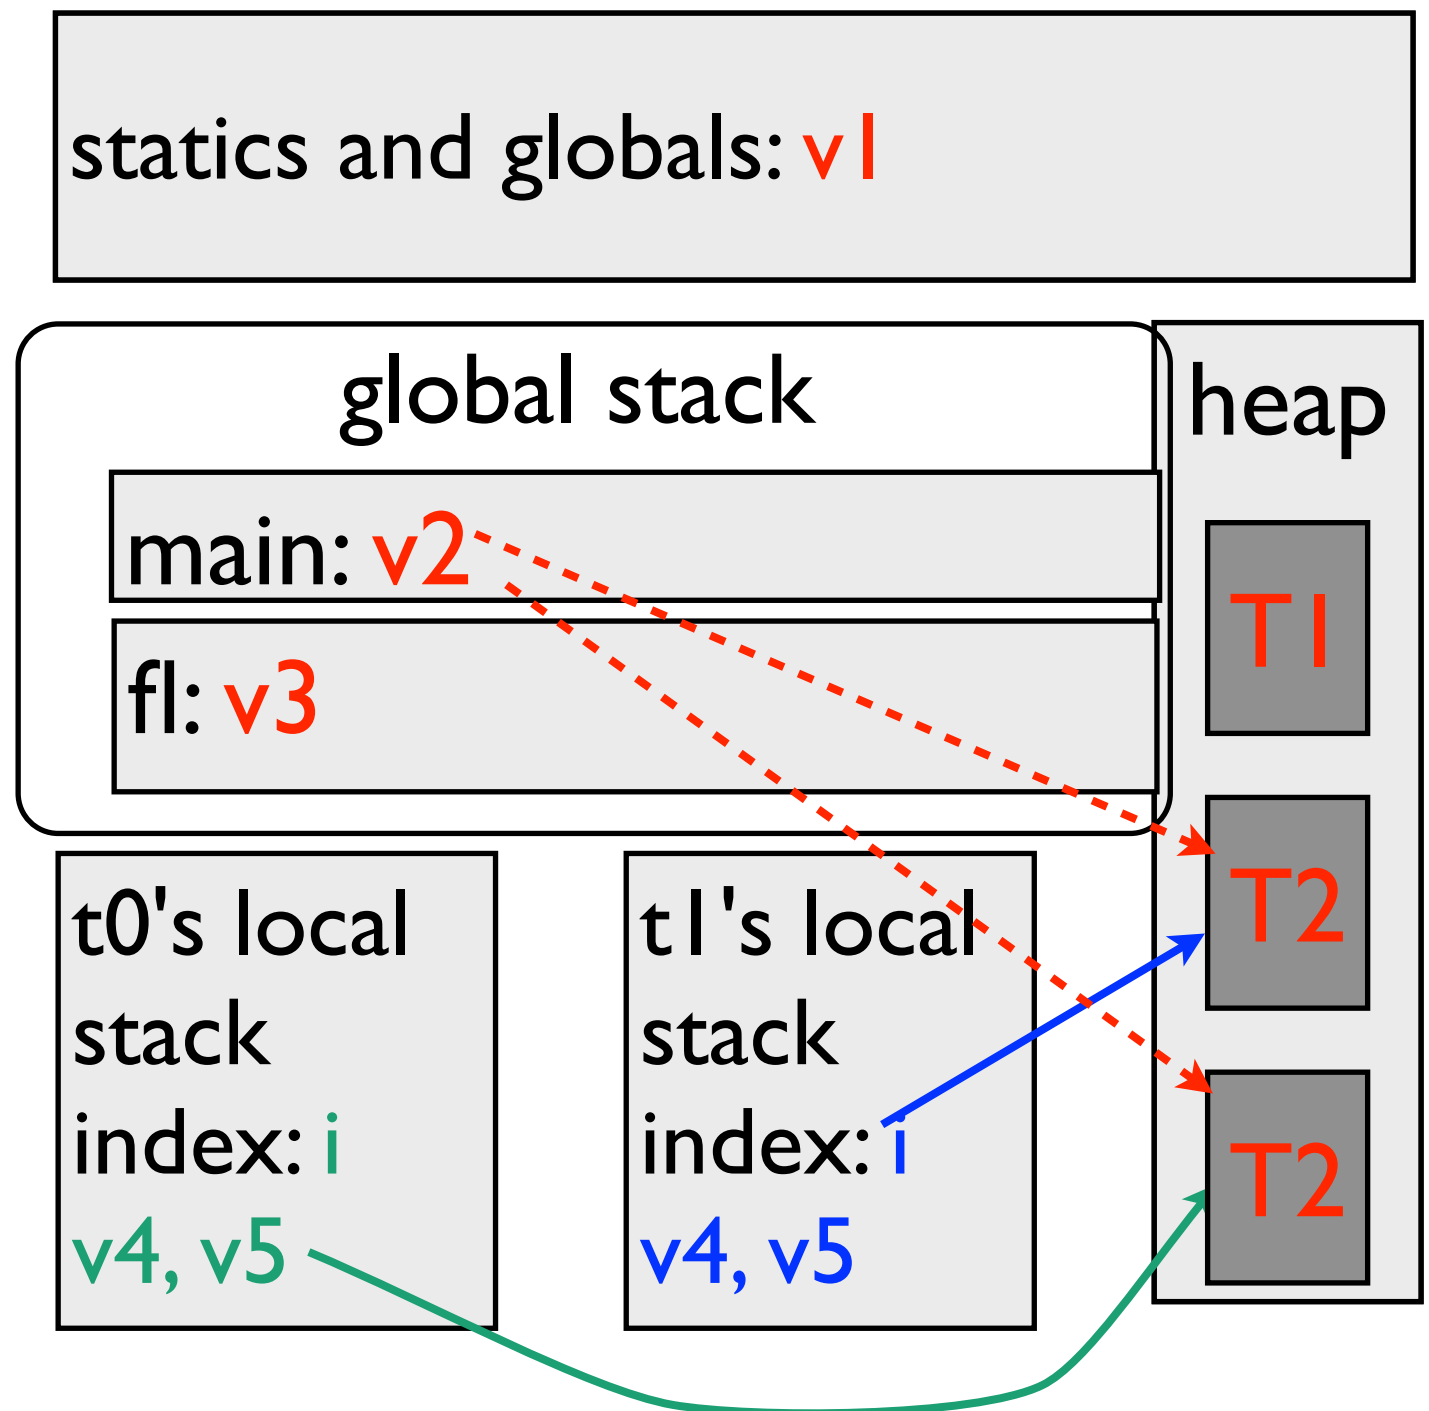 statics and globals: v1
global stack
heap
main: v2
f1: v3
T1
T2
T2
t0's local
stack
index: i
v4, v5
t1's local
stack
index: i
v4, v5